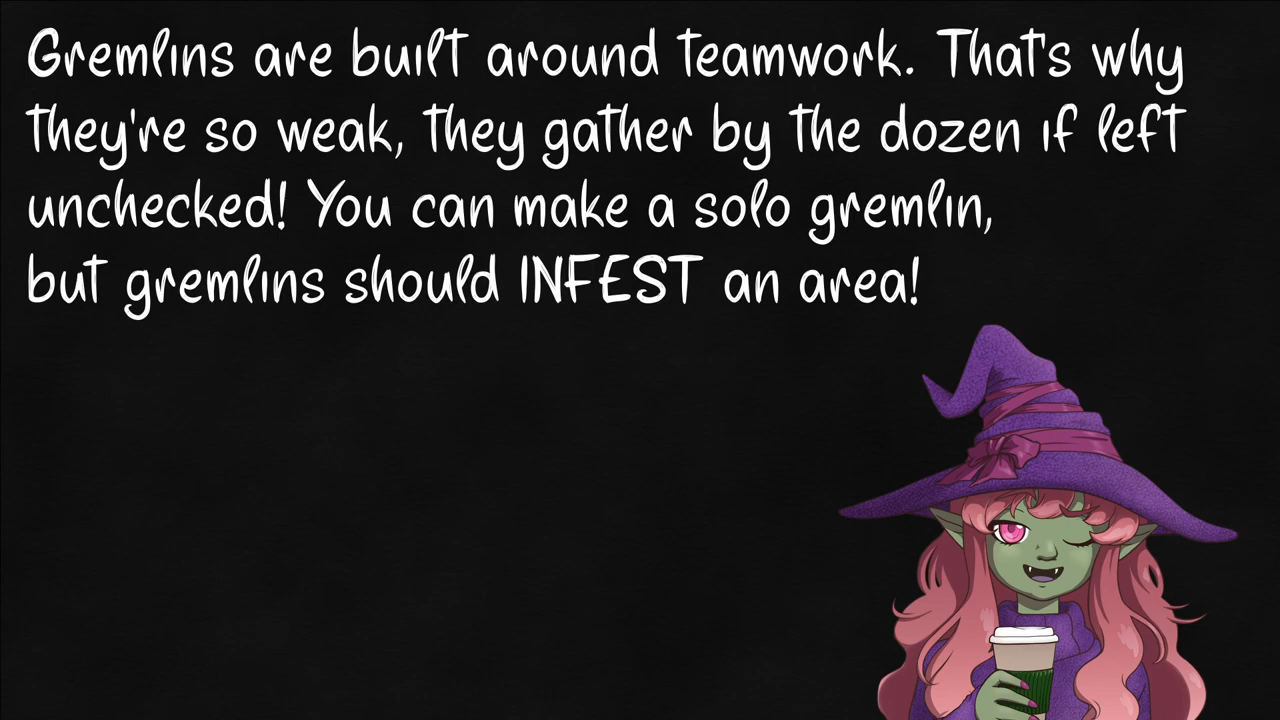 Gremlins are built around teamwork. That's why
they're so weak, they gather by the dozen if left
unchecked! You can make a solo gremlin,
but gremlins should INFEST an area!